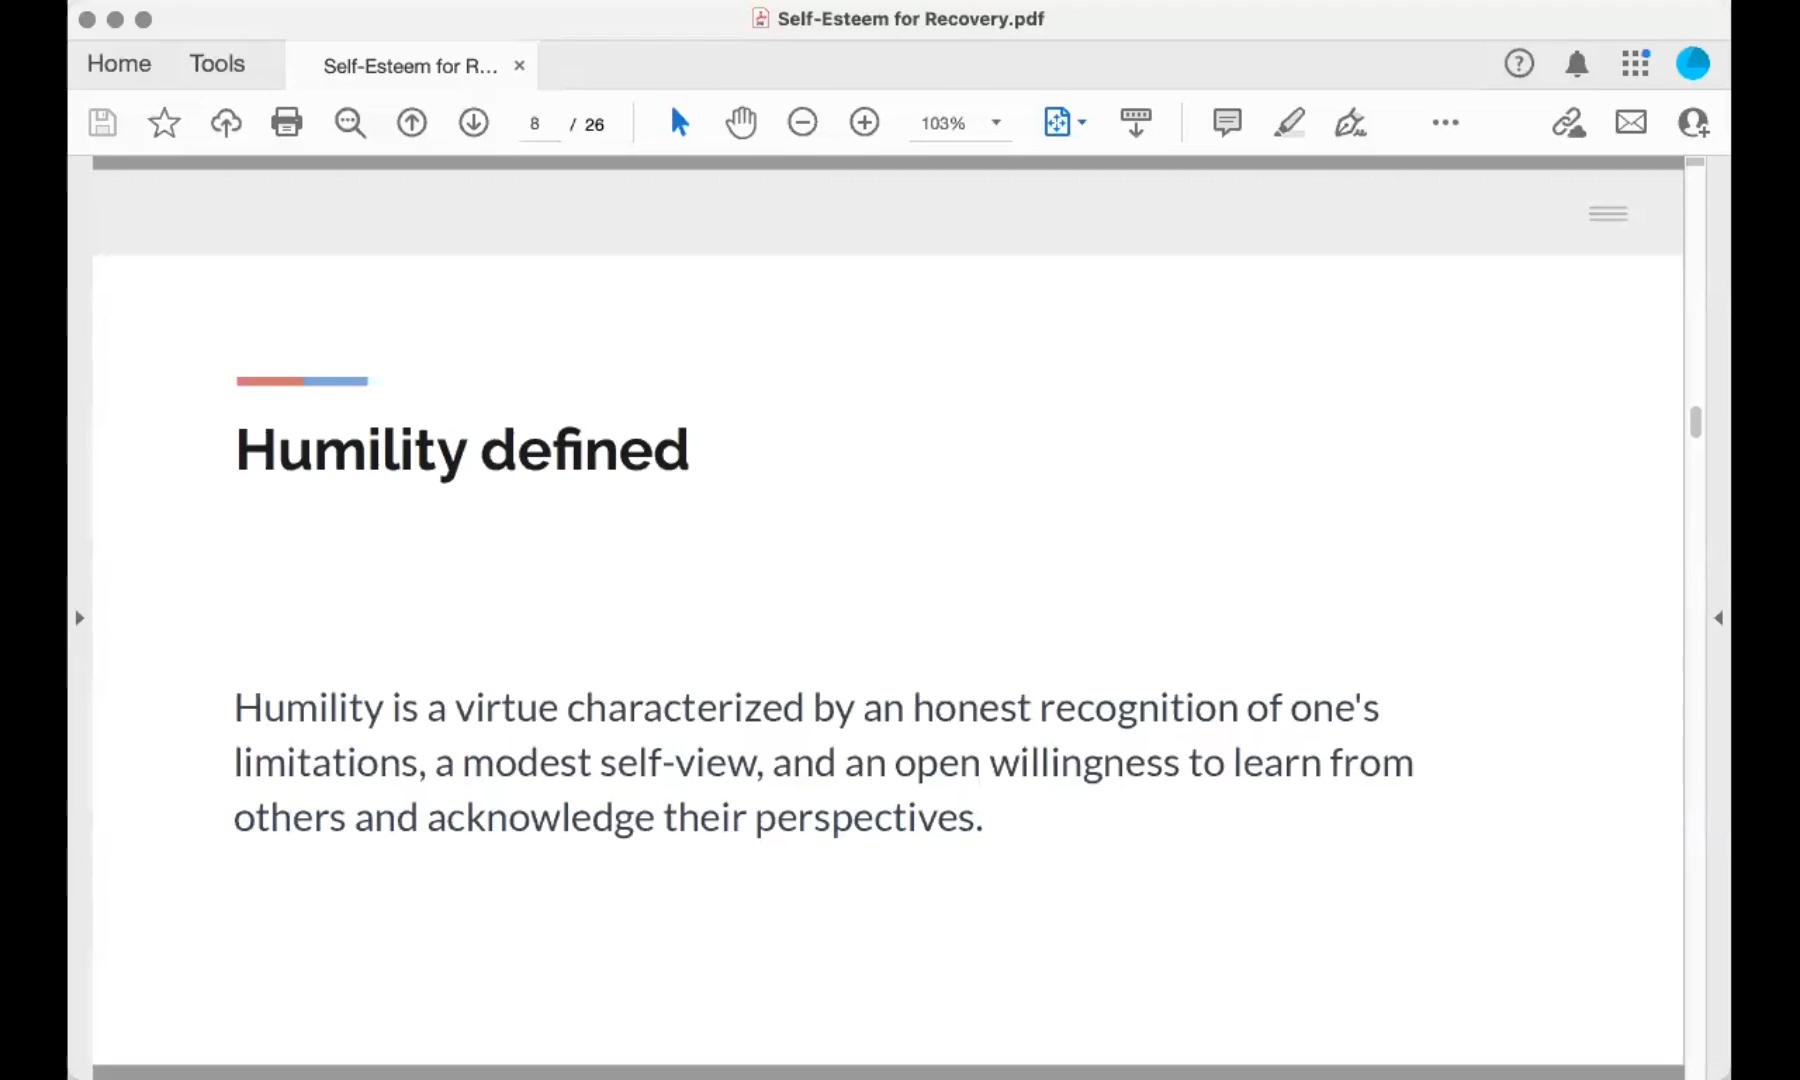 Self-Esteem for Recovery.pdf
Home Tools Self-Esteem for R... ×
8 / 26 103%
Humility defined
Humility is a virtue characterized by an honest recognition of one's
limitations, a modest self-view, and an open willingness to learn from
others and acknowledge their perspectives.